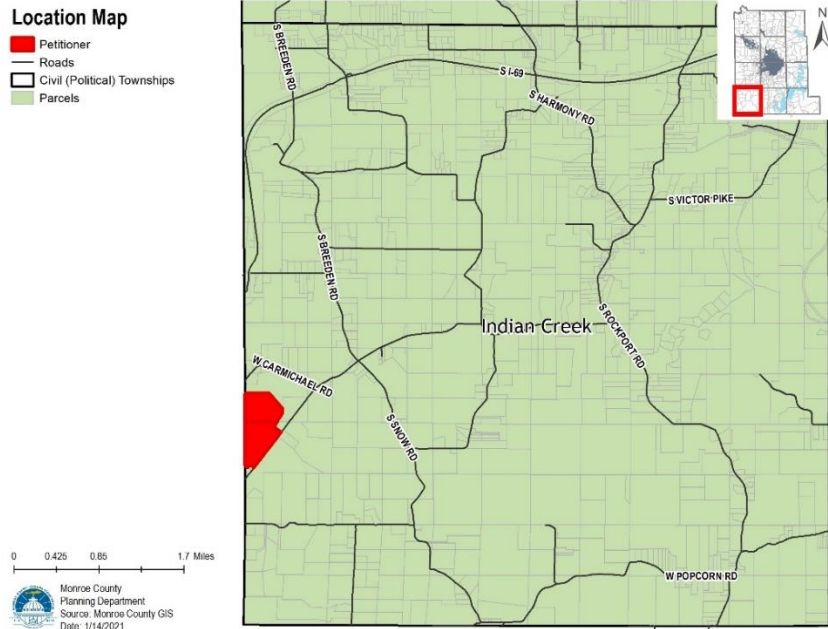 Location Map
Petitioner
Roads
Civil (Political) Townships
Parcels
N
S BREEDEN RD
S I-69
S HARMONY RD
S VICTOR PIKE
S BREEDEN RD
Indian Creek
S ROCKPORT RD
W CARMICHAEL RD
S SNOW RD
W POPCORN RD
0 0.425 0.85 1.7 Miles
Monroe County
Planning Department
Source: Monroe County GIS
Date: 1/14/2021